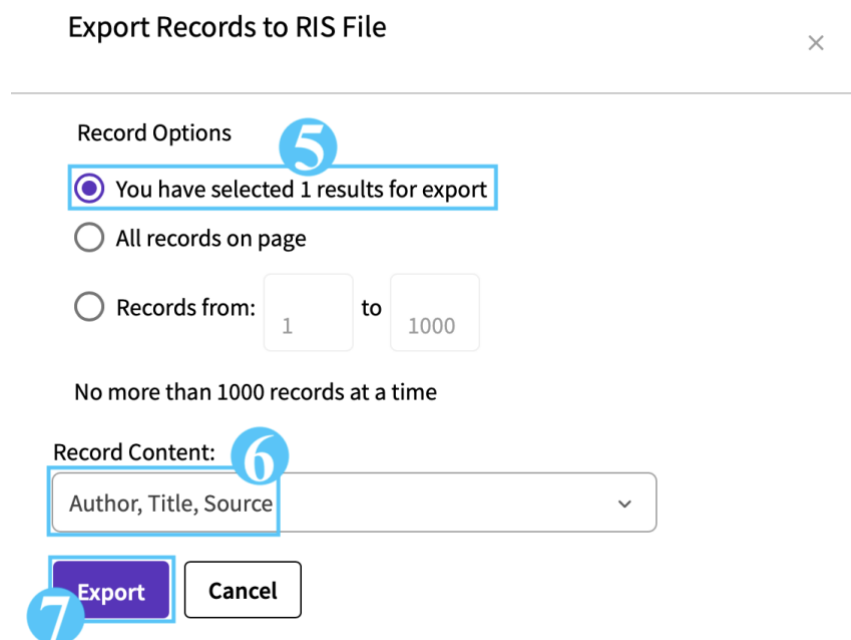 Export Records to RIS File
×
Record Options
5
You have selected 1 results for export
All records on page
Records from: 1 to 1000
No more than 1000 records at a time
Record Content:
6
Author, Title, Source
Export Cancel
7